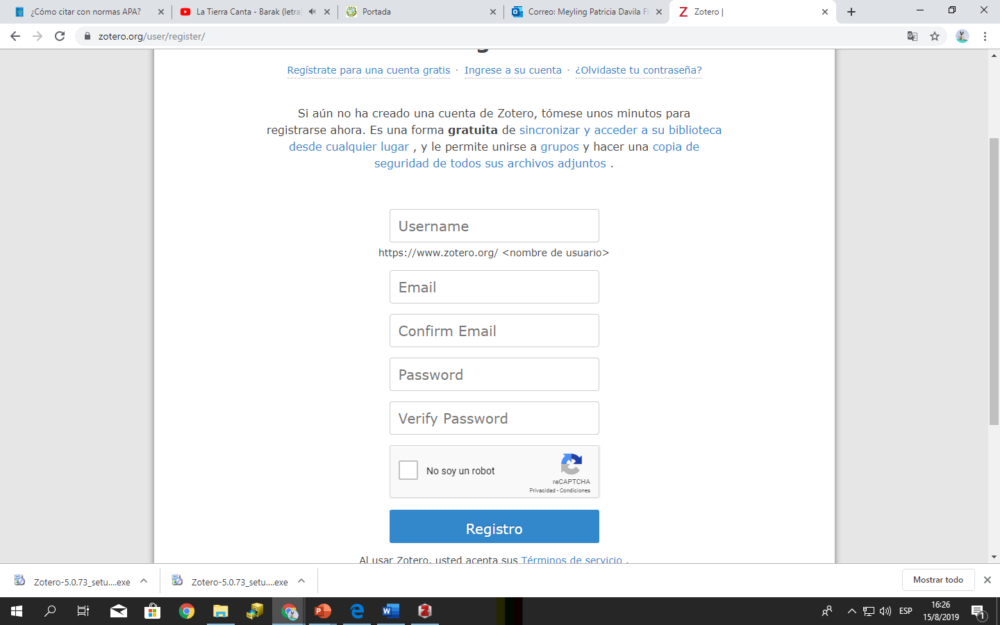 ¿Cómo citar con normas APA?
La Tierra Canta - Barak (letra)
Portada
Correo: Meyling Patricia Davila Fl
Zotero |
zotero.org/user/register/
Regístrate para una cuenta gratis · Ingrese a su cuenta · ¿Olvidaste tu contraseña?
Si aún no ha creado una cuenta de Zotero, tómese unos minutos para
registrarse ahora. Es una forma gratuita de sincronizar y acceder a su biblioteca
desde cualquier lugar , y le permite unirse a grupos y hacer una copia de
seguridad de todos sus archivos adjuntos .
Username
https://www.zotero.org/ <nombre de usuario>
Email
Confirm Email
Password
Verify Password
No soy un robot
reCAPTCHA
Privacidad - Condiciones
Registro
Al usar Zotero, usted acepta sus Términos de servicio .
Zotero-5.0.73_setu....exe
Zotero-5.0.73_setu....exe
Mostrar todo
ESP
16:26
15/8/2019
1